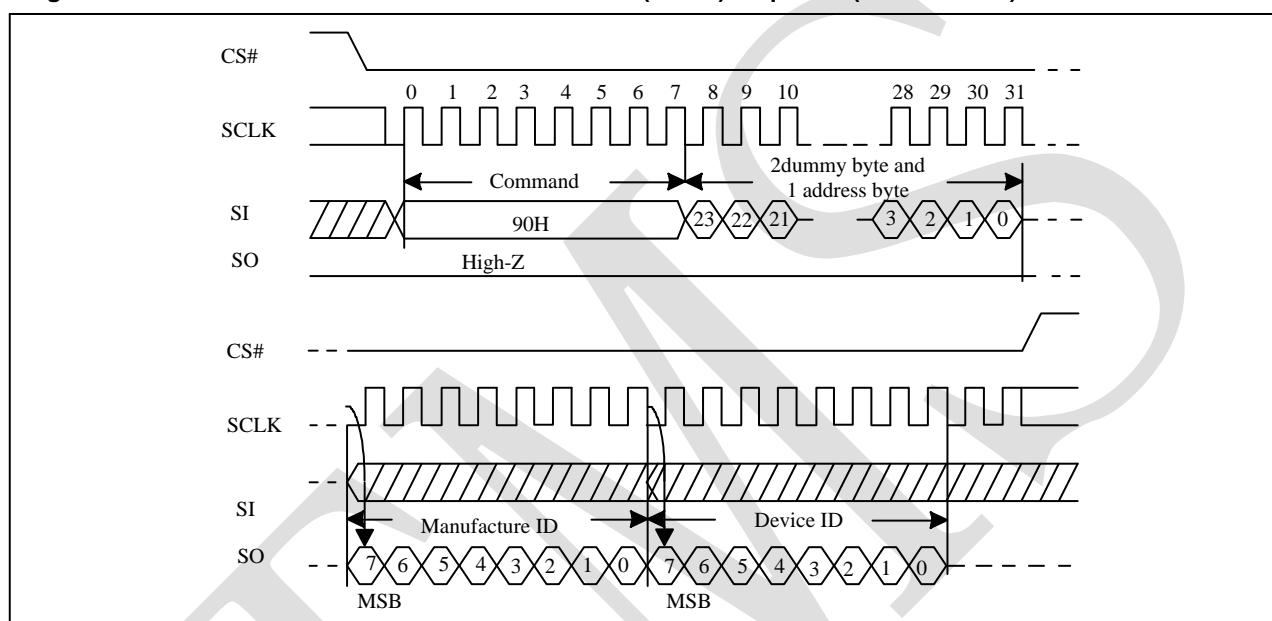 CS#
0 1 2 3 4 5 6 7 8 9 10 28 29 30 31
SCLK
Command
2dummy byte and
1 address byte
SI
90H
23 22 21 3 2 1 0
SO
High-Z
CS#
SCLK
SI
Manufacture ID
Device ID
SO
7 6 5 4 3 2 1 0 7 6 5 4 3 2 1 0
MSB
MSB